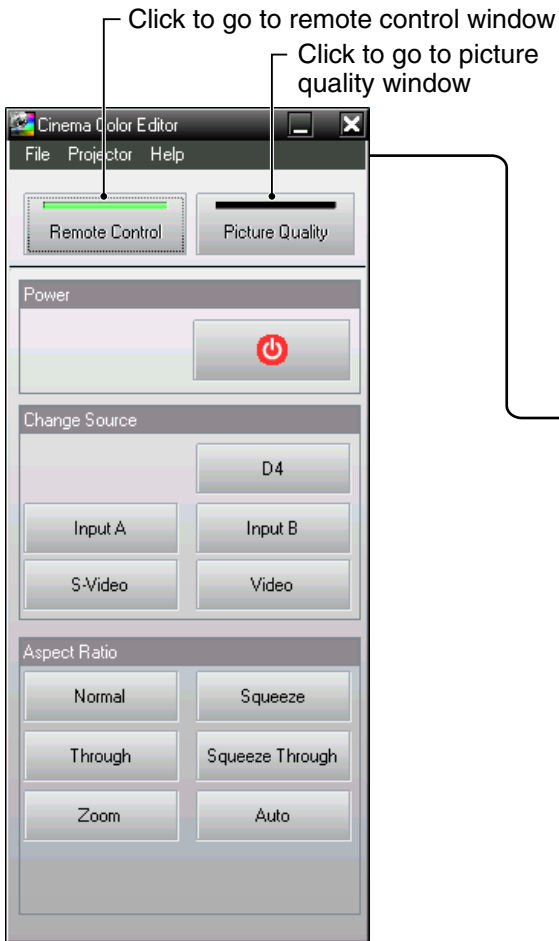 Click to go to remote control window
Click to go to picture
quality window
Cinema Color Editor
File Projector Help
Remote Control Picture Quality
Power
Change Source
D4
Input A Input B
S-Video Video
Aspect Ratio
Normal Squeeze
Through Squeeze Through
Zoom Auto